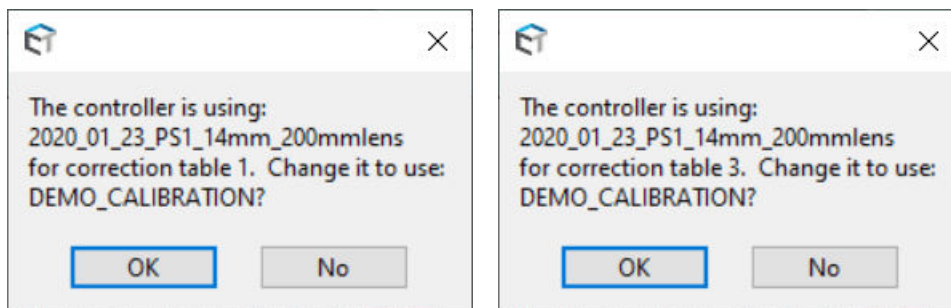 The controller is using:
2020_01_23_PS1_14mm_200mmlens
for correction table 1.  Change it to use:
DEMO_CALIBRATION?
OK
No
The controller is using:
2020_01_23_PS1_14mm_200mmlens
for correction table 3.  Change it to use:
DEMO_CALIBRATION?
OK
No